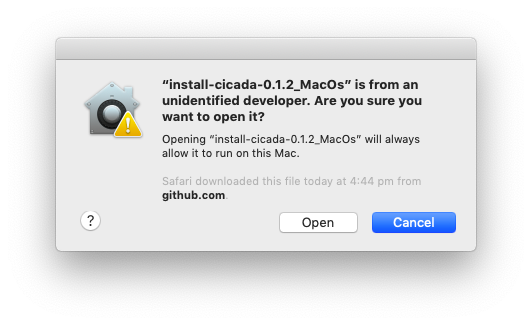 “install-cicada-0.1.2_MacOs” is from an
unidentified developer. Are you sure you
want to open it?
Opening “install-cicada-0.1.2_MacOs” will always
allow it to run on this Mac.
Safari downloaded this file today at 4:44 pm from
github.com.
?
Open
Cancel